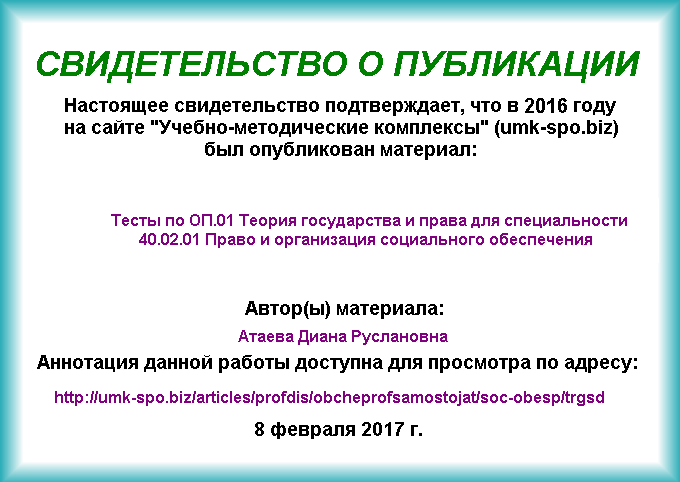 СВИДЕТЕЛЬСТВО О ПУБЛИКАЦИИ
Настоящее свидетельство подтверждает, что в 2016 году
на сайте "Учебно-методические комплексы" (umk-spo.biz)
был опубликован материал:
Тесты по ОП.01 Теория государства и права для специальности
40.02.01 Право и организация социального обеспечения
Автор(ы) материала:
Атаева Диана Руслановна
Аннотация данной работы доступна для просмотра по адресу:
http://umk-spo.biz/articles/profdis/obcheprofsamostojat/soc-obesp/trgsd
8 февраля 2017 г.